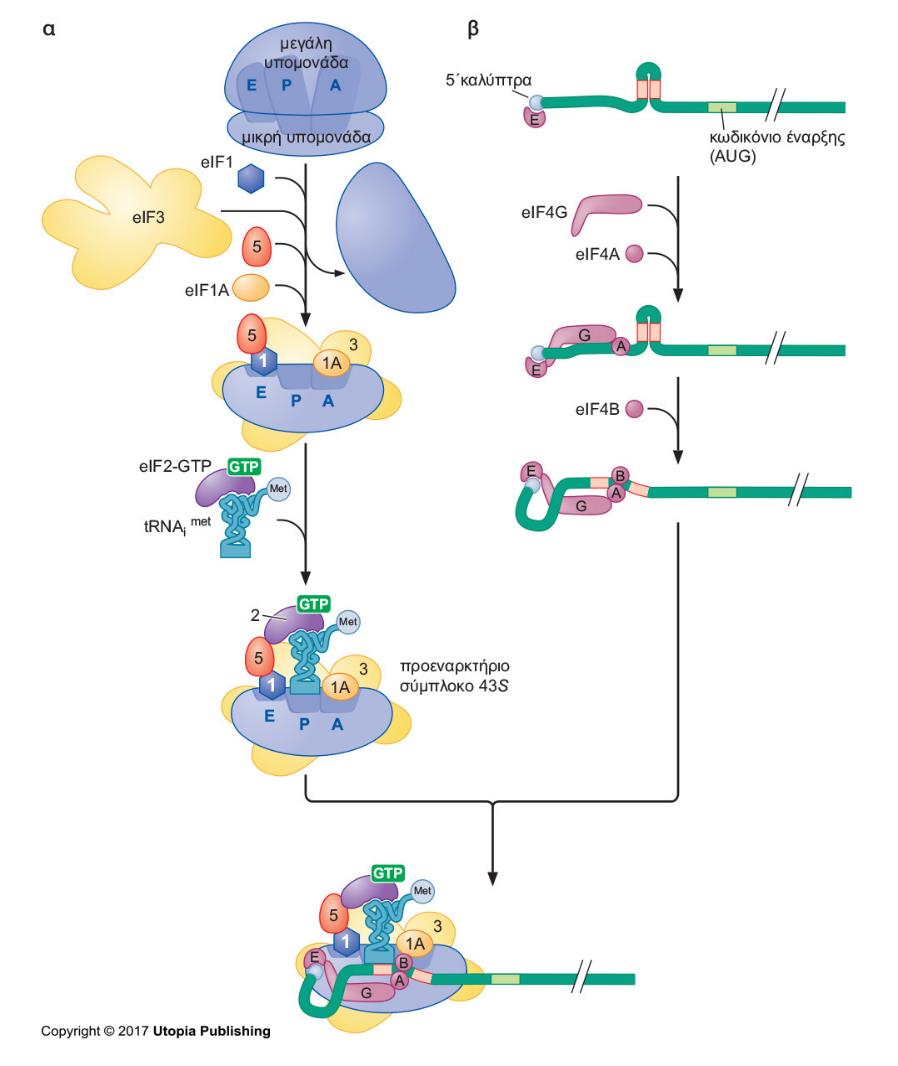 α
μεγάλη
υπομονάδα
E P A
μικρή υπομονάδα
eIF1
eIF3
5
eIF1A
5
1
1A
3
E P A
eIF2-GTP
GTP
Met
tRNAi met
GTP
2
Met
5
3
1
1A
E P A
προεναρκτήριο
σύμπλοκο 43S
β
5΄καλύπτρα
E
κωδικόνιο έναρξης
(AUG)
eIF4G
eIF4A
G
A
E
eIF4B
E
B
A
G
GTP
Met
5
3
1
1A
E
B
A
G
Copyright © 2017 Utopia Publishing